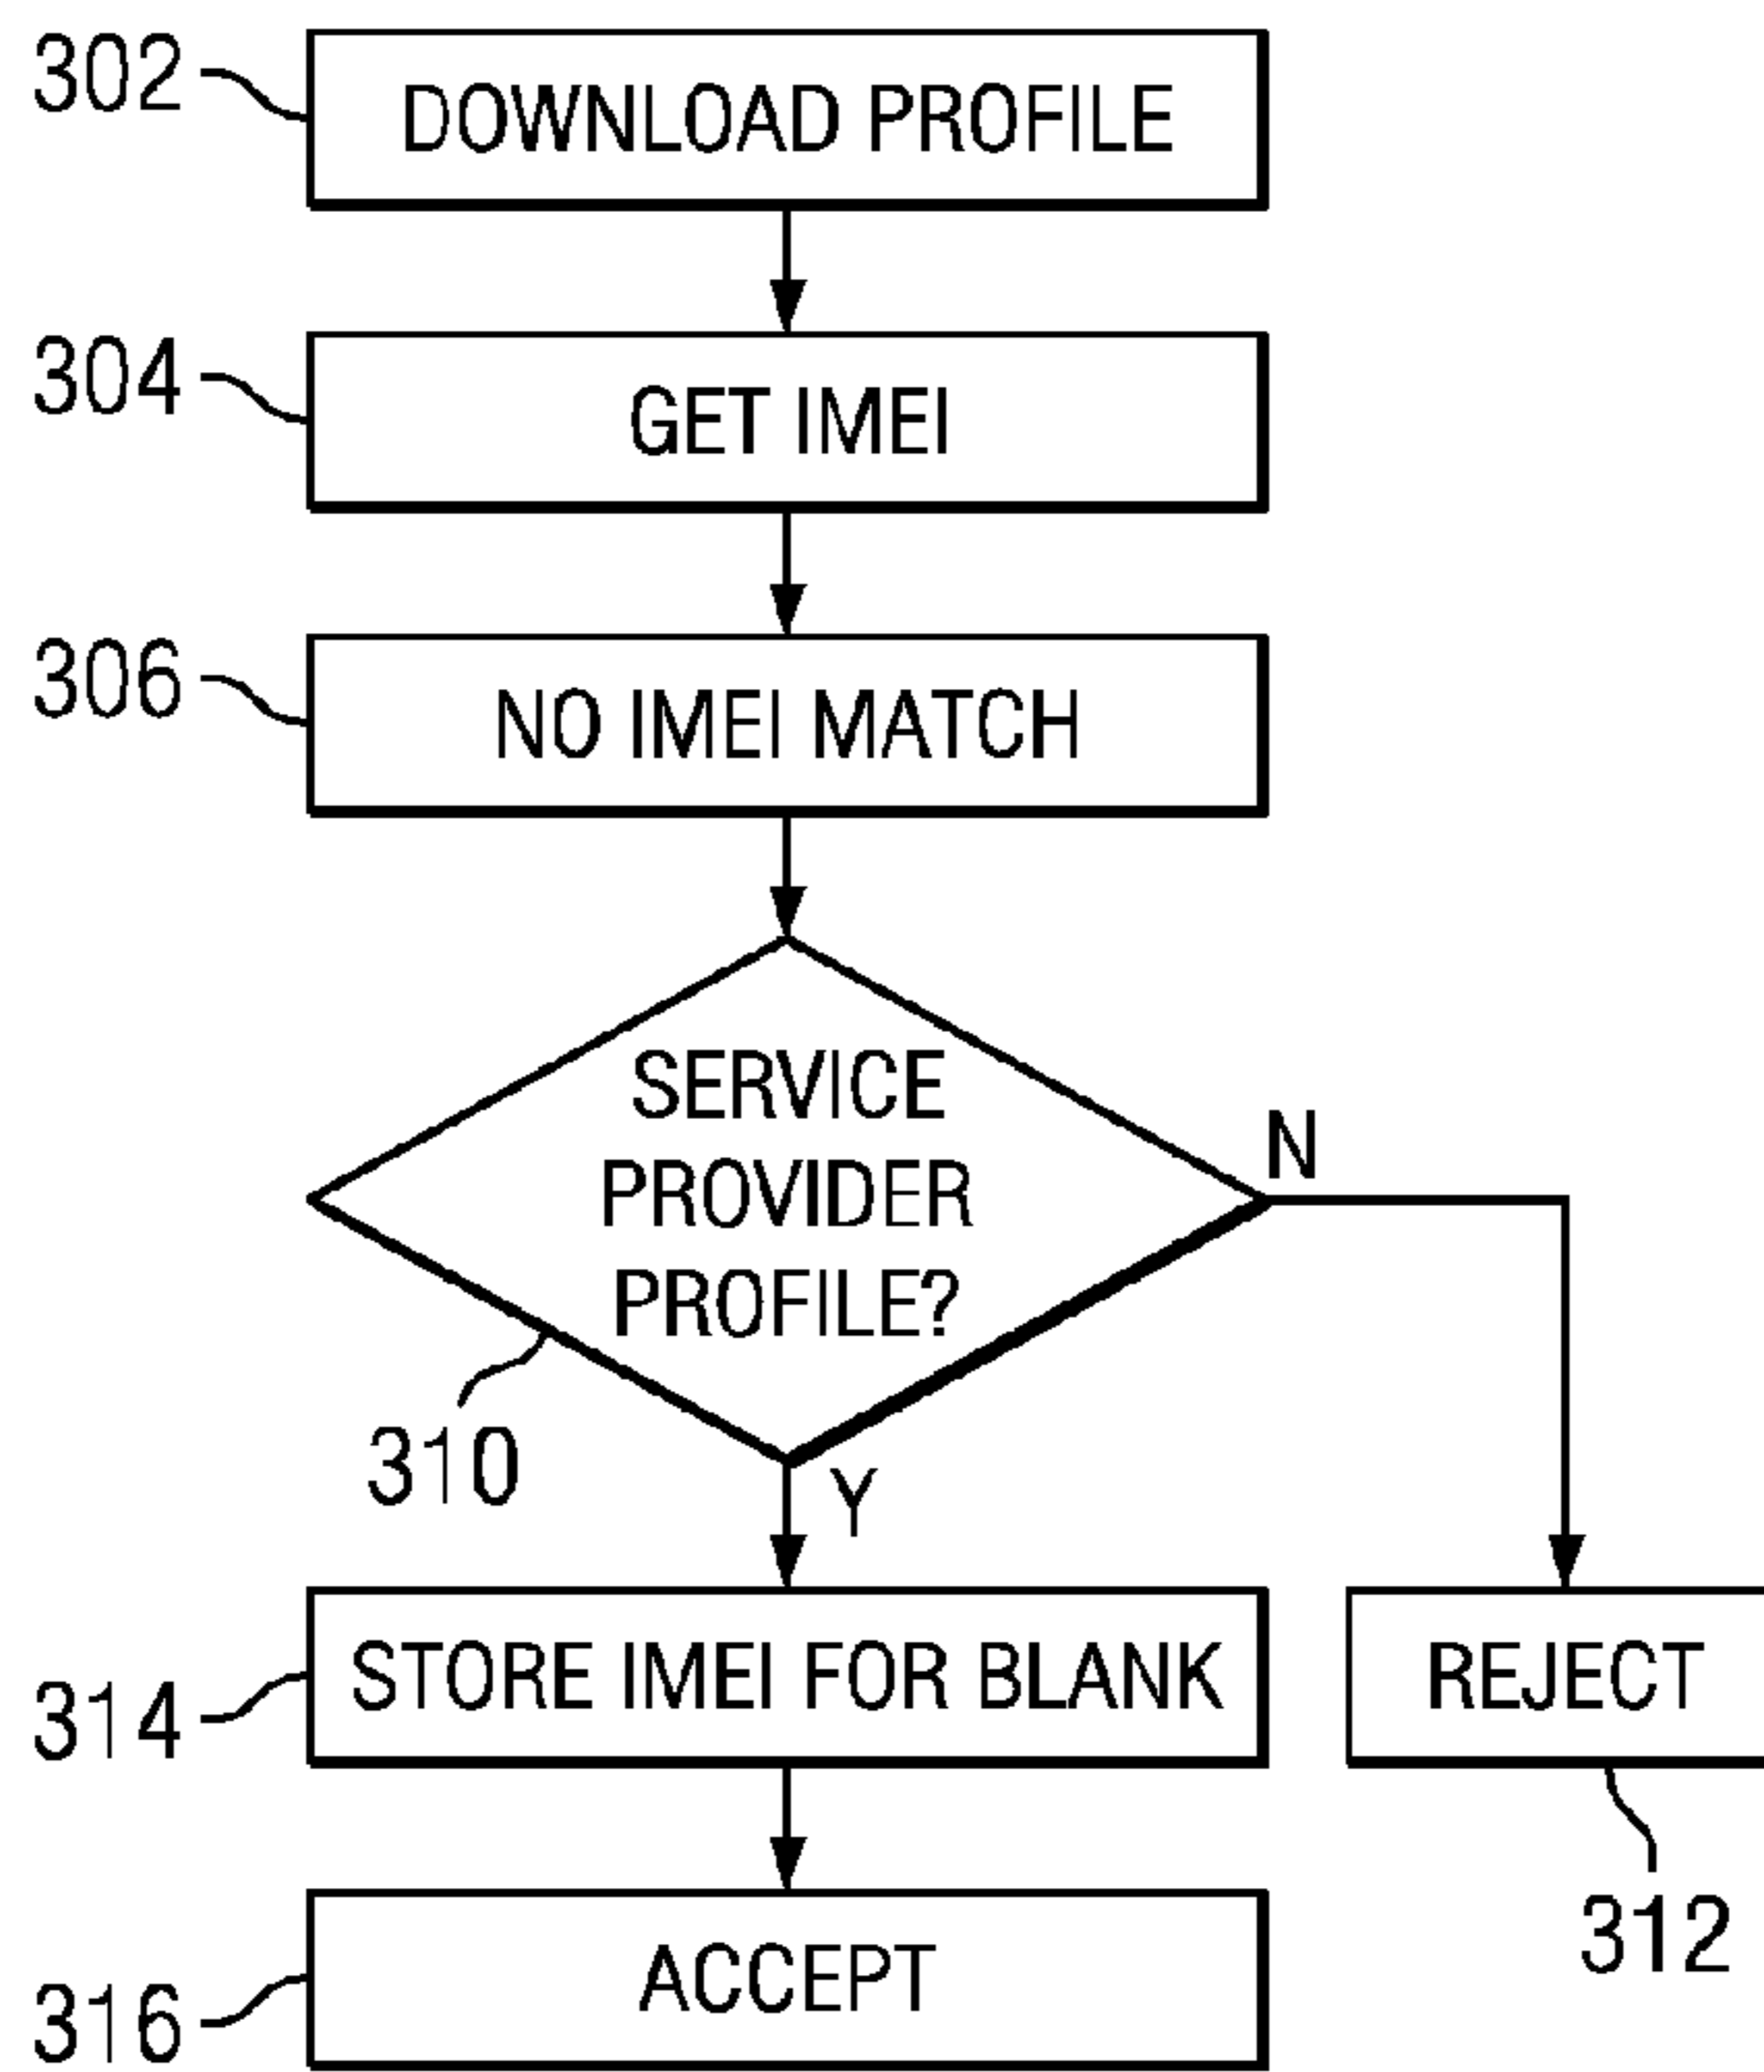 302
DOWNLOAD PROFILE
304
GET IMEI
306
NO IMEI MATCH
SERVICE
PROVIDER
PROFILE?
N
310
Y
314
STORE IMEI FOR BLANK
REJECT
312
316
ACCEPT